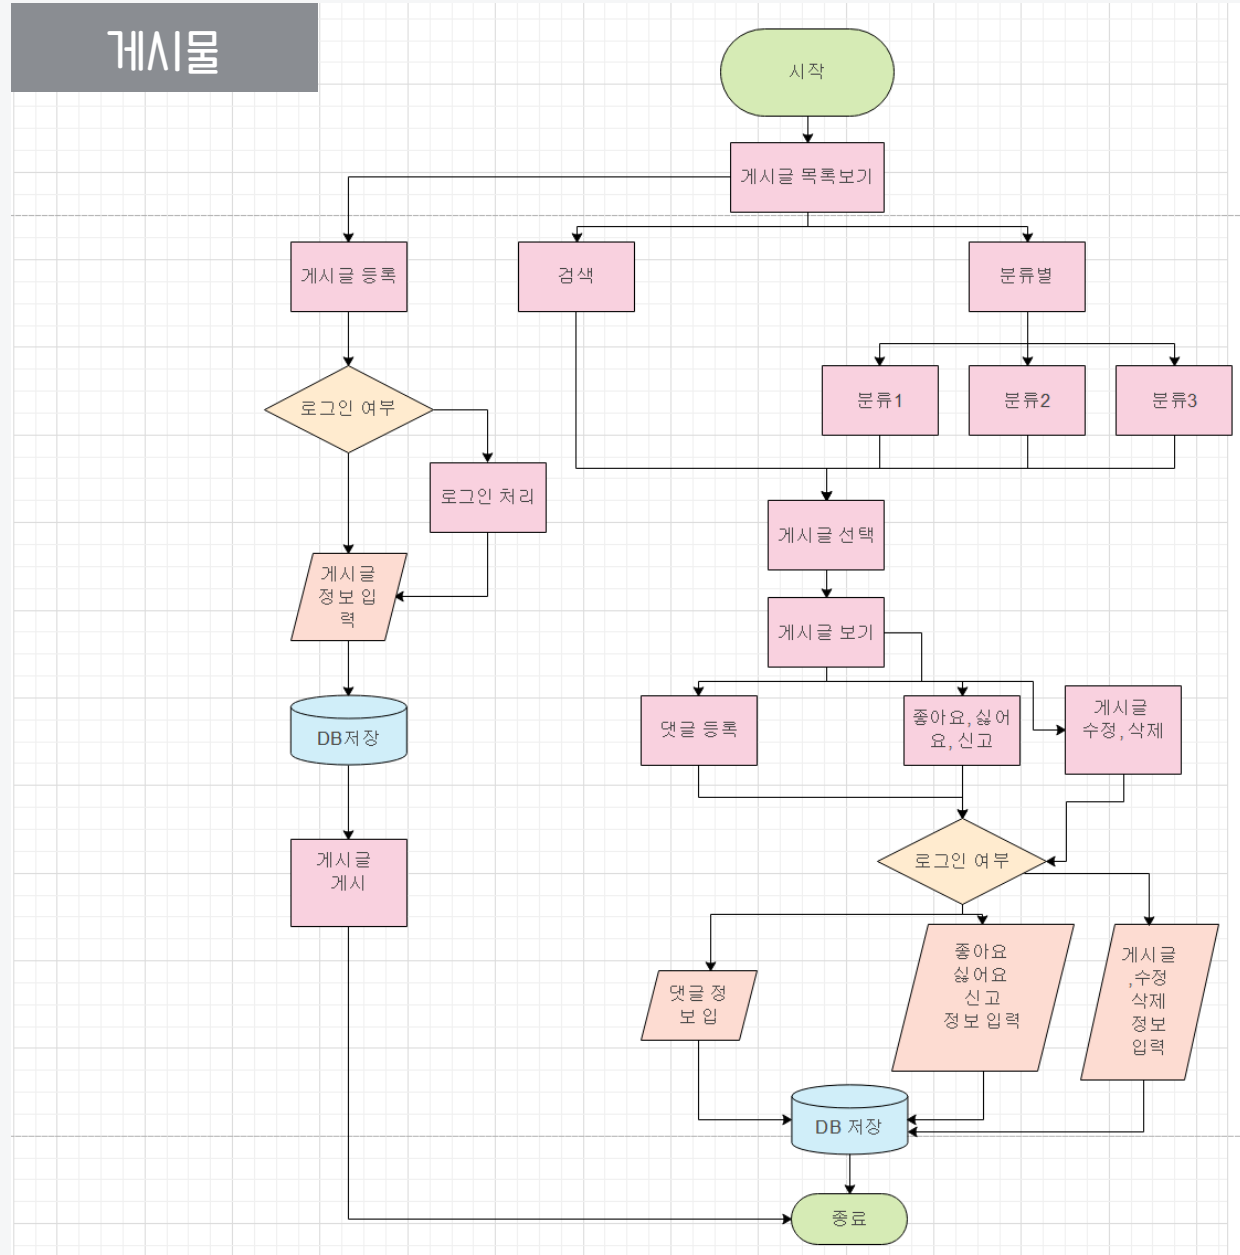 게시물
시작
게시글 목록보기
게시글 등록
검색
분류별
로그인 여부
분류1
분류2
분류3
로그인 처리
게시글 선택
게시글
정보 입
력
게시글 보기
DB저장
댓글 등록
좋아요,싫어
요,신고
게시글
수정,삭제
게시글
게시
로그인 여부
댓글 정
보 입
좋아요
싫어요
신고
정보 입력
게시글
,수정
삭제
정보
입력
DB 저장
종료